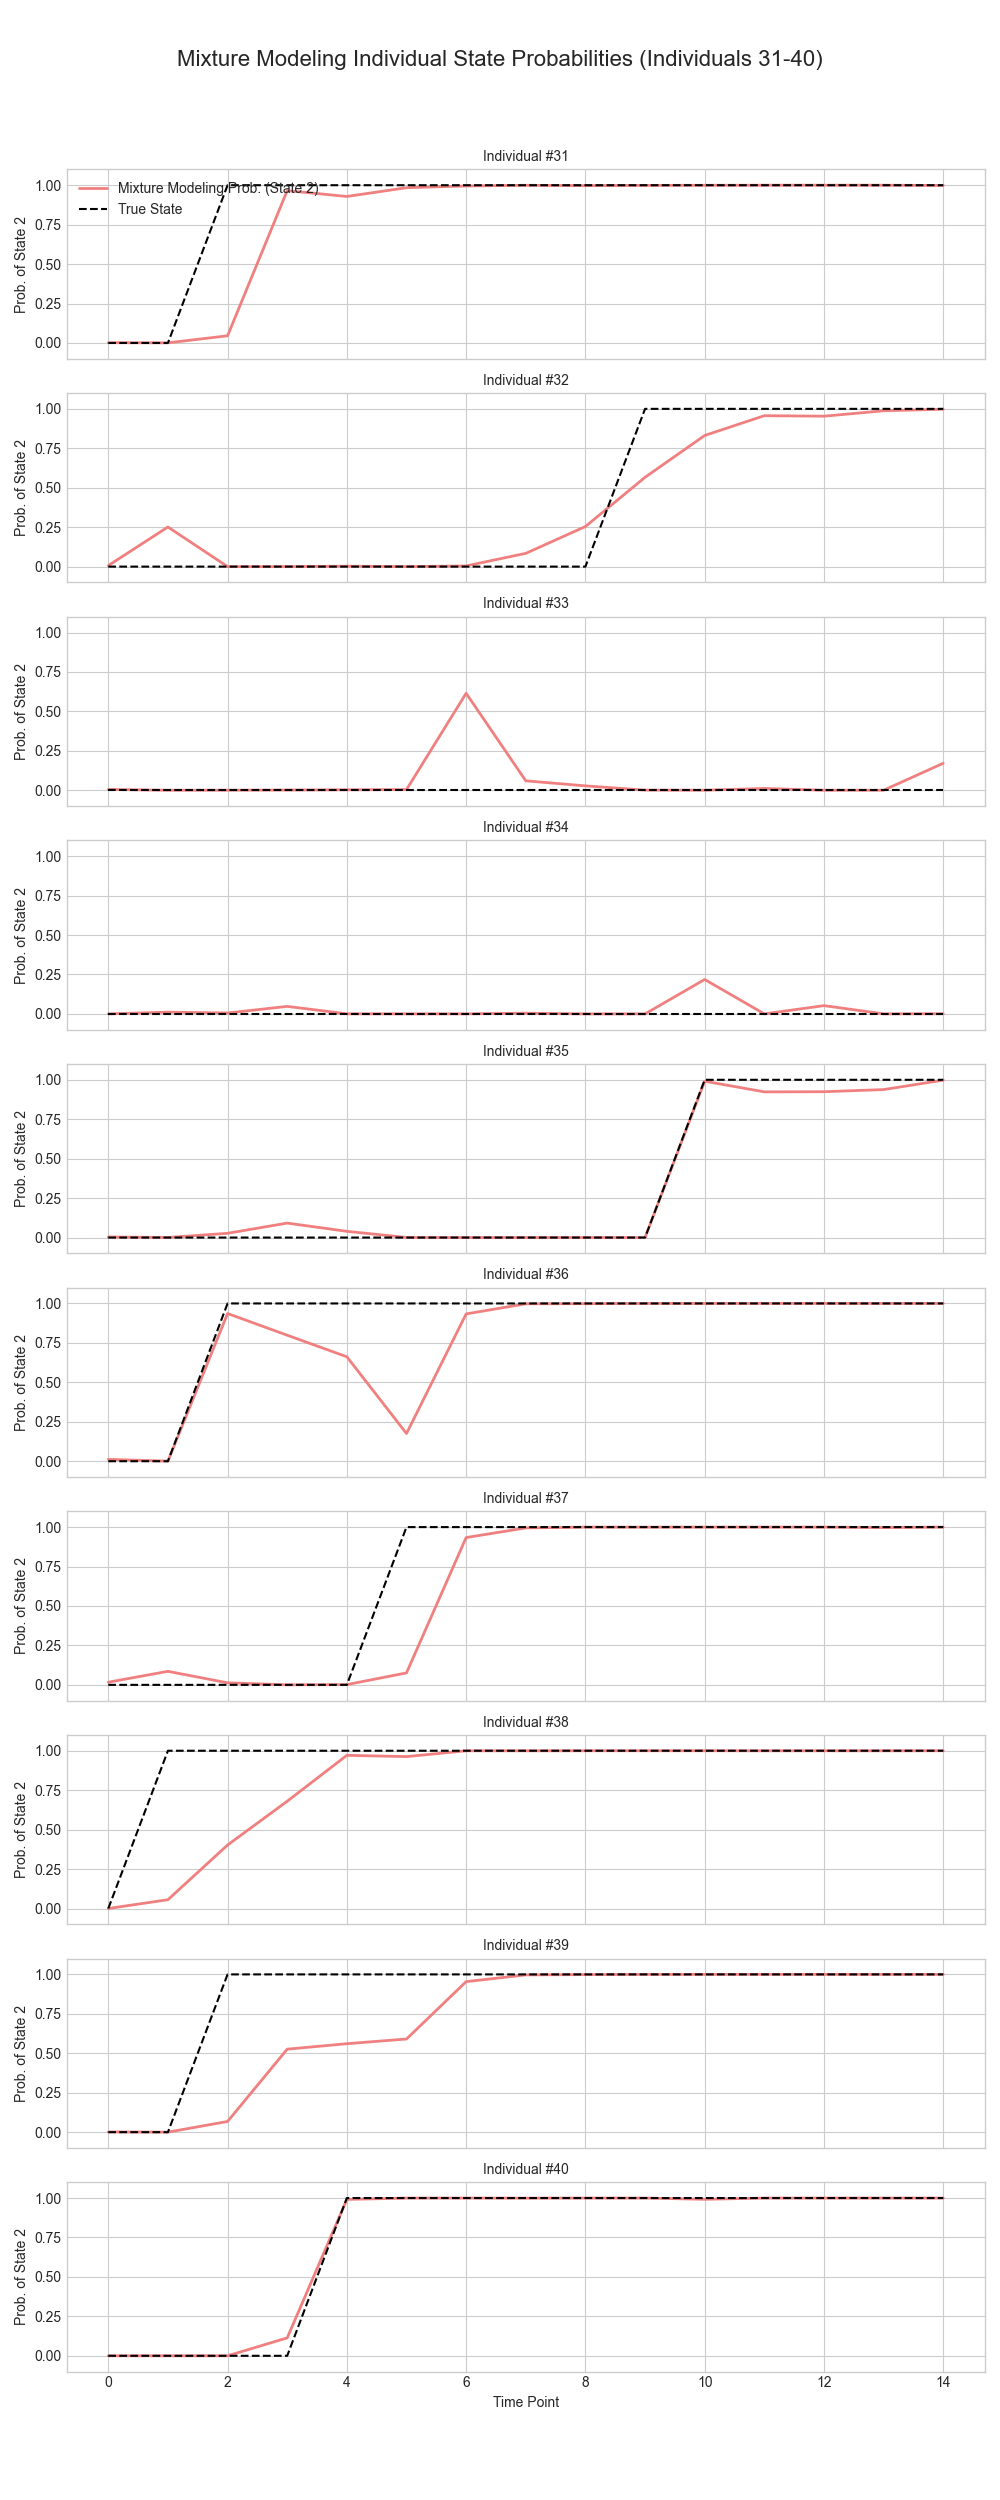 Mixture Modeling Individual State Probabilities (Individuals 31-40)
Individual #31
Mixture Modeling Prob. (State 2)
True State
Prob. of State 2
1.00
0.75
0.50
0.25
0.00
Individual #32
Prob. of State 2
1.00
0.75
0.50
0.25
0.00
Individual #33
Prob. of State 2
1.00
0.75
0.50
0.25
0.00
Individual #34
Prob. of State 2
1.00
0.75
0.50
0.25
0.00
Individual #35
Prob. of State 2
1.00
0.75
0.50
0.25
0.00
Individual #36
Prob. of State 2
1.00
0.75
0.50
0.25
0.00
Individual #37
Prob. of State 2
1.00
0.75
0.50
0.25
0.00
Individual #38
Prob. of State 2
1.00
0.75
0.50
0.25
0.00
Individual #39
Prob. of State 2
1.00
0.75
0.50
0.25
0.00
Individual #40
Prob. of State 2
1.00
0.75
0.50
0.25
0.00
0 2 4 6 8 10 12 14
Time Point